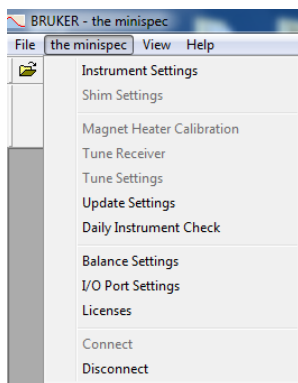 BRUKER - the minispec
File the minispec View Help
Instrument Settings
Shim Settings
Magnet Heater Calibration
Tune Receiver
Tune Settings
Update Settings
Daily Instrument Check
Balance Settings
I/O Port Settings
Licenses
Connect
Disconnect